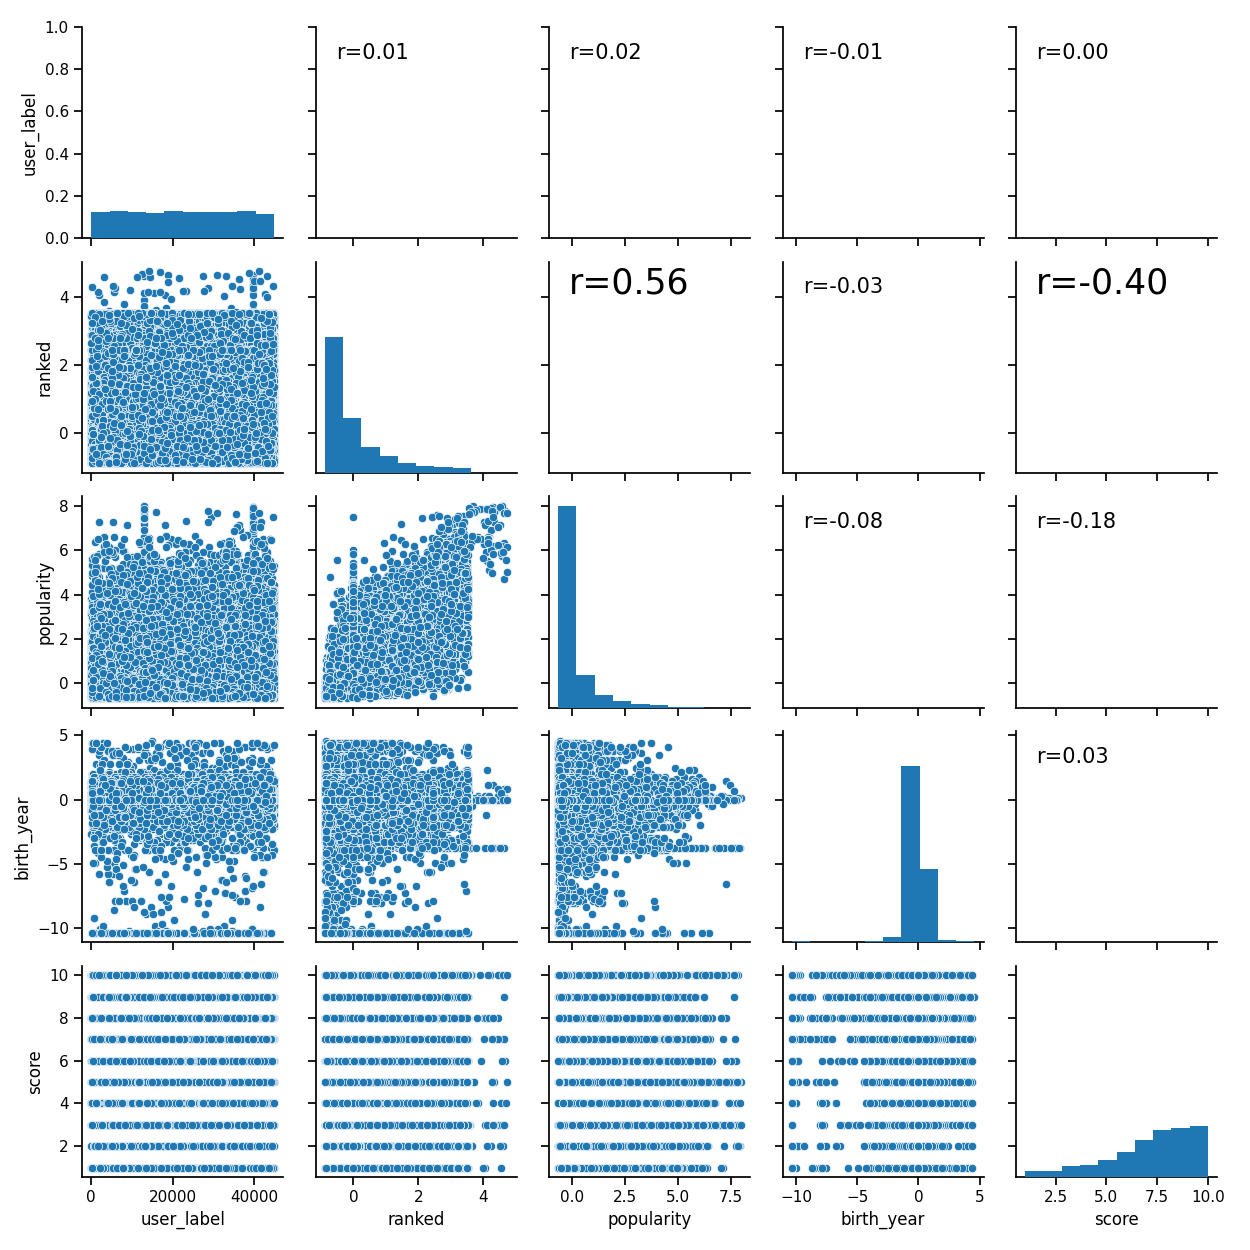 1.0
0.8
0.6
0.4
0.2
0.0
user_label
r=0.01
r=0.02
r=-0.01
r=0.00
4
2
0
ranked
r=0.56
r=-0.03
r=-0.40
8
6
4
2
0
popularity
r=-0.08
r=-0.18
5
0
−5
−10
birth_year
r=0.03
10
8
6
4
2
score
0 20000 40000
0 2 4
0.0 2.5 5.0 7.5
−10 −5 0 5
2.5 5.0 7.5 10.0
user_label
ranked
popularity
birth_year
score